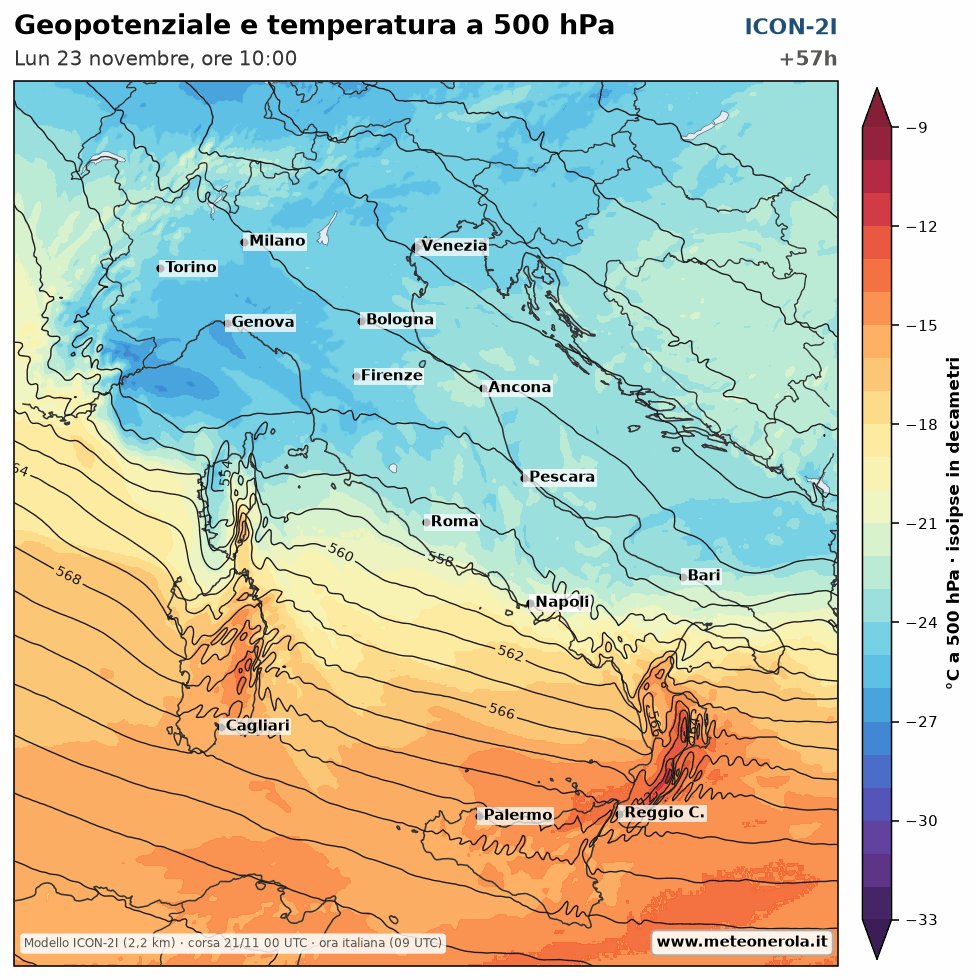 Geopotenziale e temperatura a 500 hPa
ICON-2I
Lun 23 novembre, ore 10:00
+57h
−9
−12
−15
−18
−21
−24
−27
−30
−33
°C a 500 hPa · isoipse in decametri
Milano
Venezia
Torino
Genova
Bologna
Firenze
Ancona
64
554
Pescara
Roma
560
558
568
Bari
Napoli
562
566
Cagliari
Palermo
Reggio C.
Modello ICON-2I (2,2 km) · corsa 21/11 00 UTC · ora italiana (09 UTC)
www.meteonerola.it